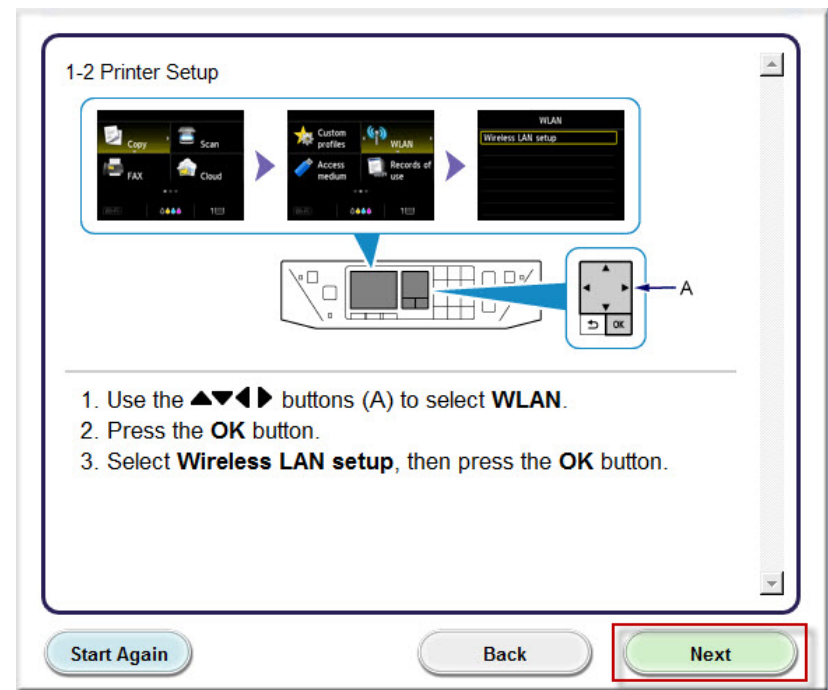 1-2 Printer Setup
WLAN
Copy
Scan
Custom profiles
WLAN
Wireless LAN setup
FAX
Cloud
Access medium
Records of use
A
OK
1. Use the ▲▼◀▶ buttons (A) to select WLAN.
2. Press the OK button.
3. Select Wireless LAN setup, then press the OK button.
Start Again
Back
Next